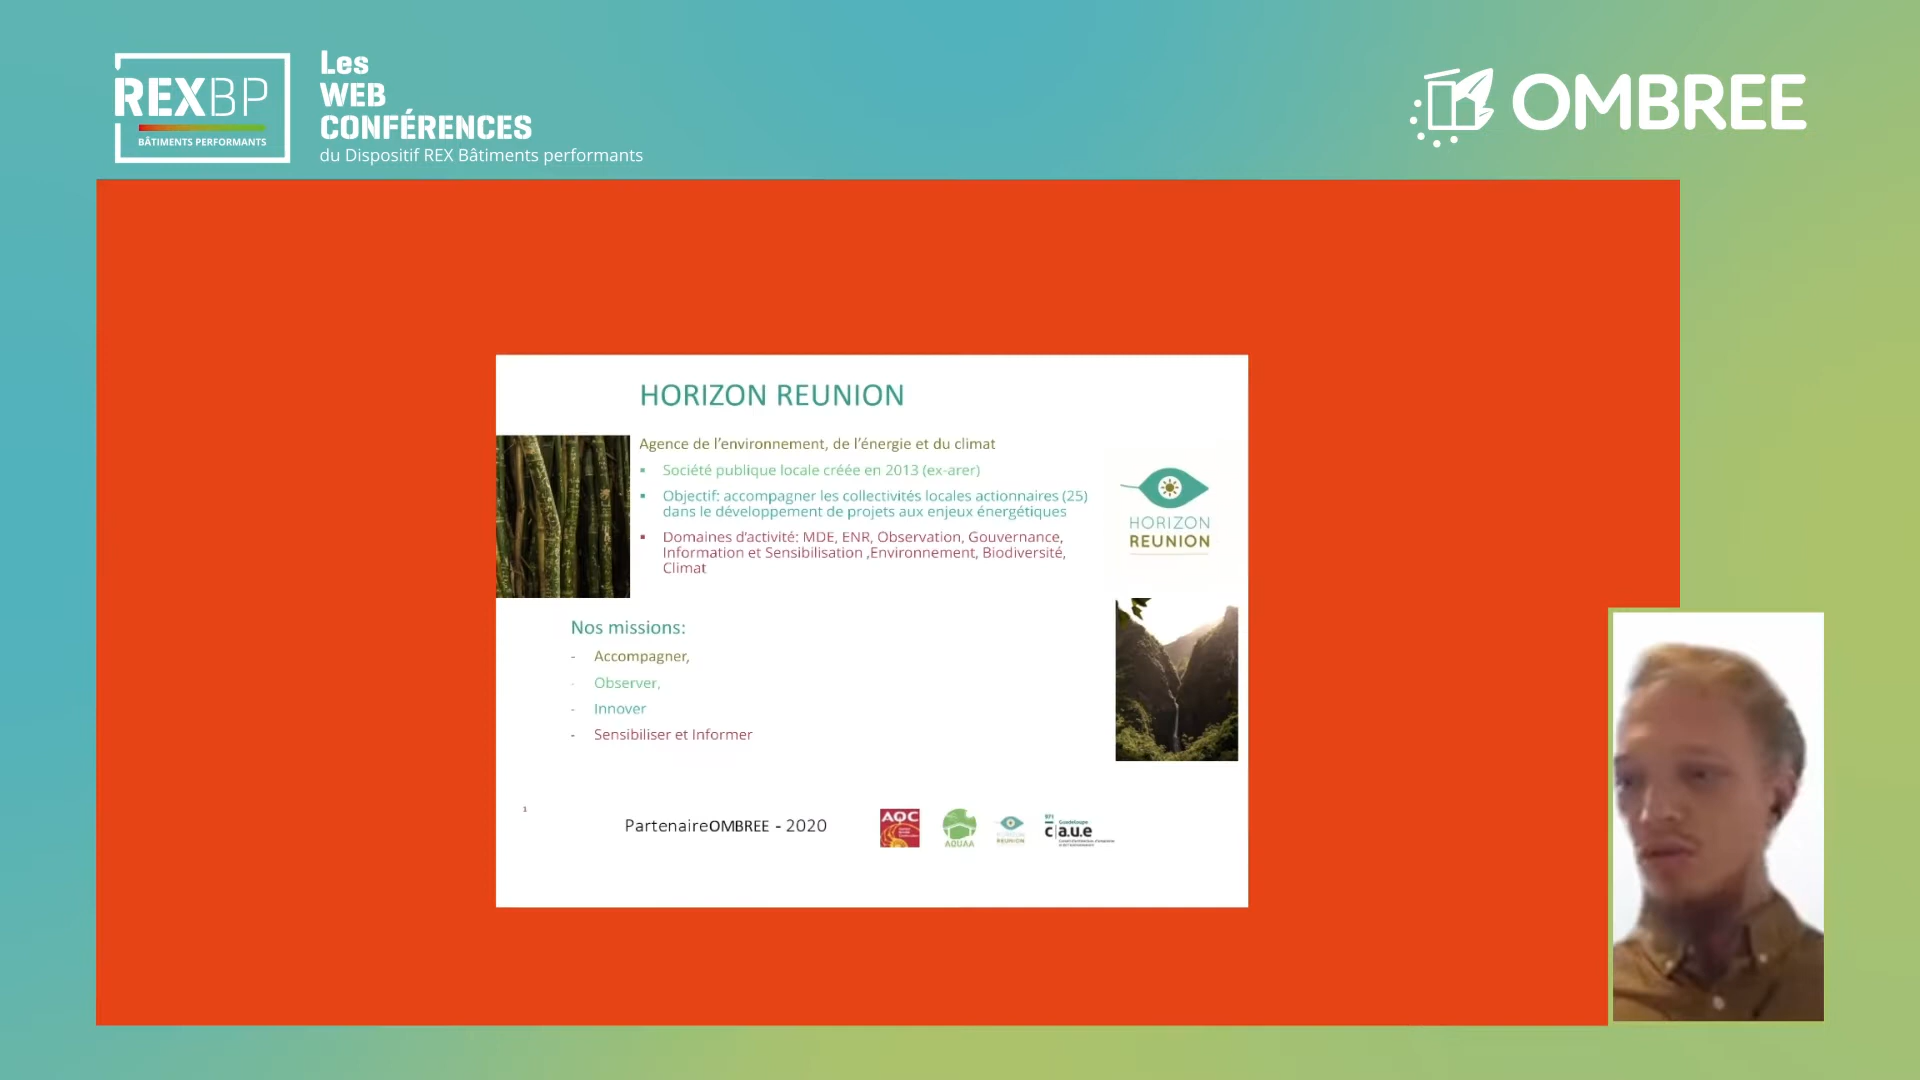 REXBP
BÂTIMENTS PERFORMANTS
Les
WEB
CONFÉRENCES
du Dispositif REX Bâtiments performants
OMBREE
HORIZON REUNION
Agence de l'environnement, de l'énergie et du climat
▪ Société publique locale créée en 2013 (ex-arer)
▪ Objectif: accompagner les collectivités locales actionnaires (25)
dans le développement de projets aux enjeux énergétiques
▪ Domaines d'activité: MDE, ENR, Observation, Gouvernance,
Information et Sensibilisation ,Environnement, Biodiversité,
Climat
HORIZON
REUNION
Nos missions:
- Accompagner,
- Observer,
- Innover
- Sensibiliser et Informer
1
PartenaireOMBREE - 2020
AQC
AQUAA
REUNION
Guadeloupe
c|a.u.e